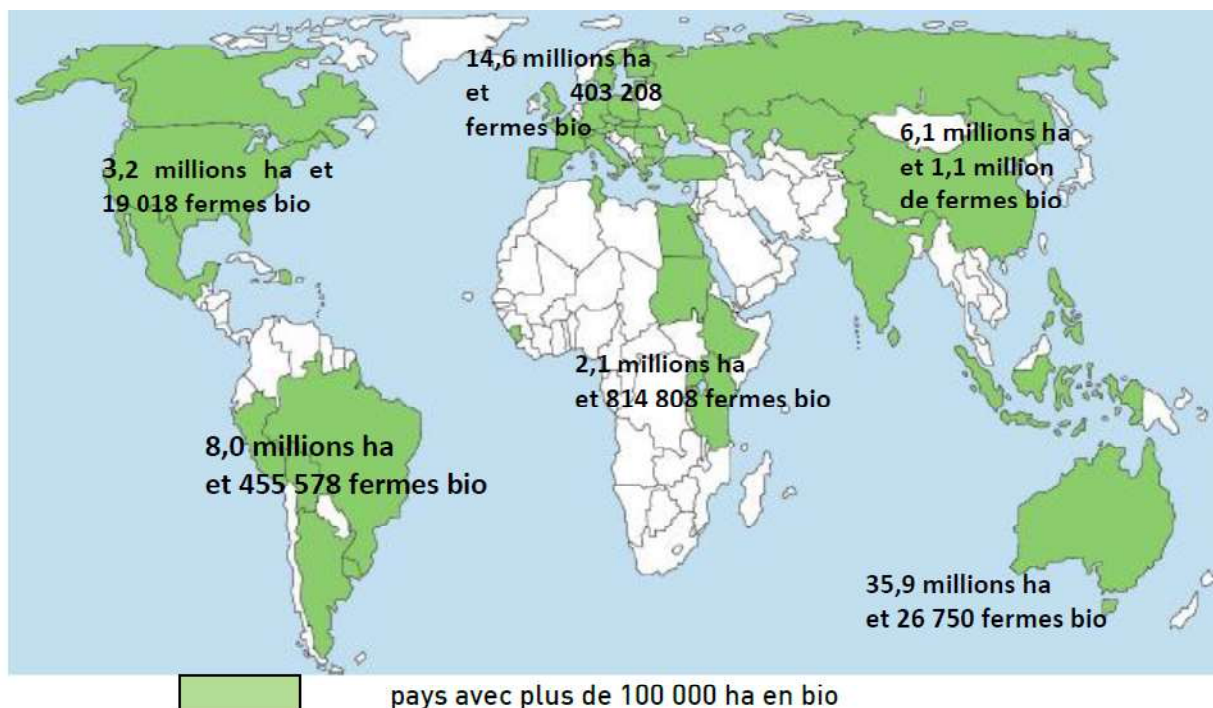 14,6 millions ha
et 403 208
fermes bio
6,1 millions ha
et 1,1 million
de fermes bio
3,2 millions ha et
19 018 fermes bio
2,1 millions ha
et 814 808 fermes bio
8,0 millions ha
et 455 578 fermes bio
35,9 millions ha
et 26 750 fermes bio
pays avec plus de 100 000 ha en bio